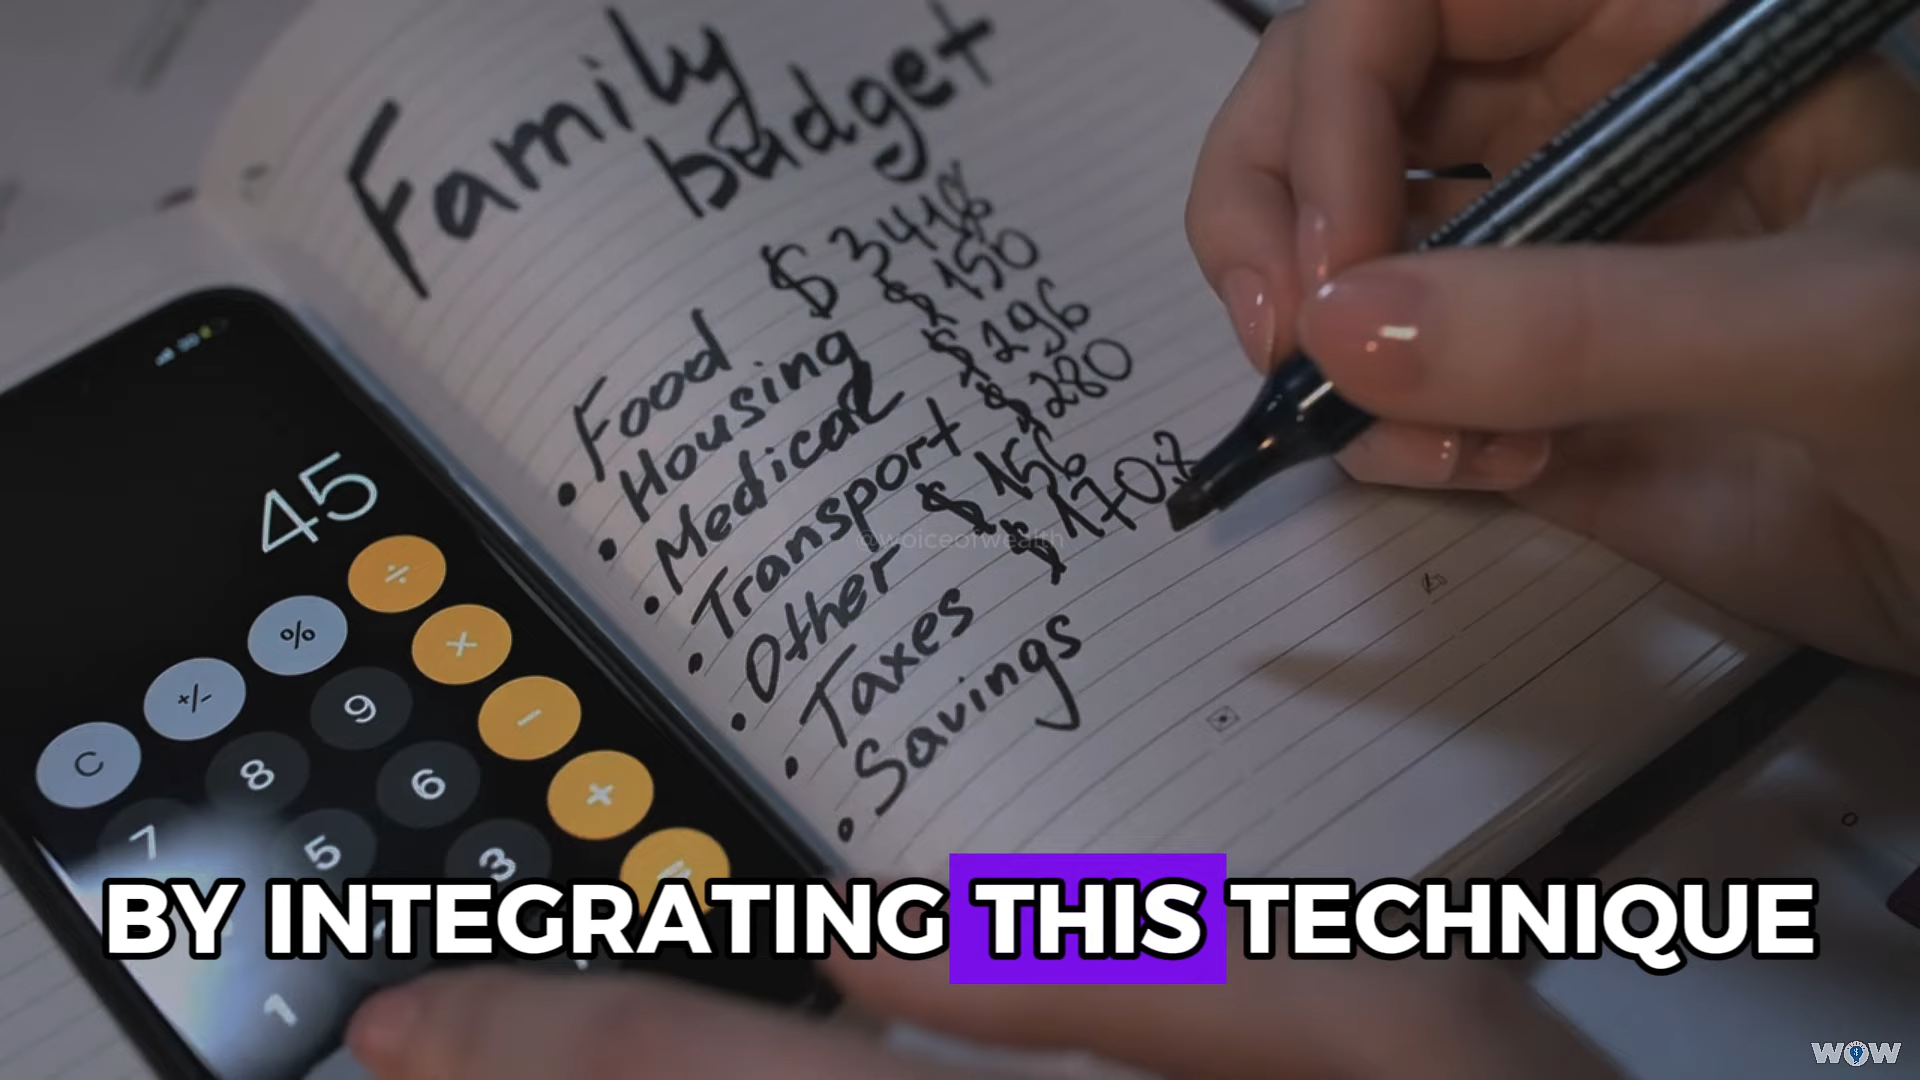 Family
budget
• Food $ 3418
• Housing $ 150
• Medical $ 296
• Transport $ 280
• Other $ 156
• Taxes $ 1708
• Savings
45
÷
% ×
+/- 9 −
C 8 6 +
7 5 3 =
1
@woiceofwealth
BY INTEGRATING THIS TECHNIQUE
WOW